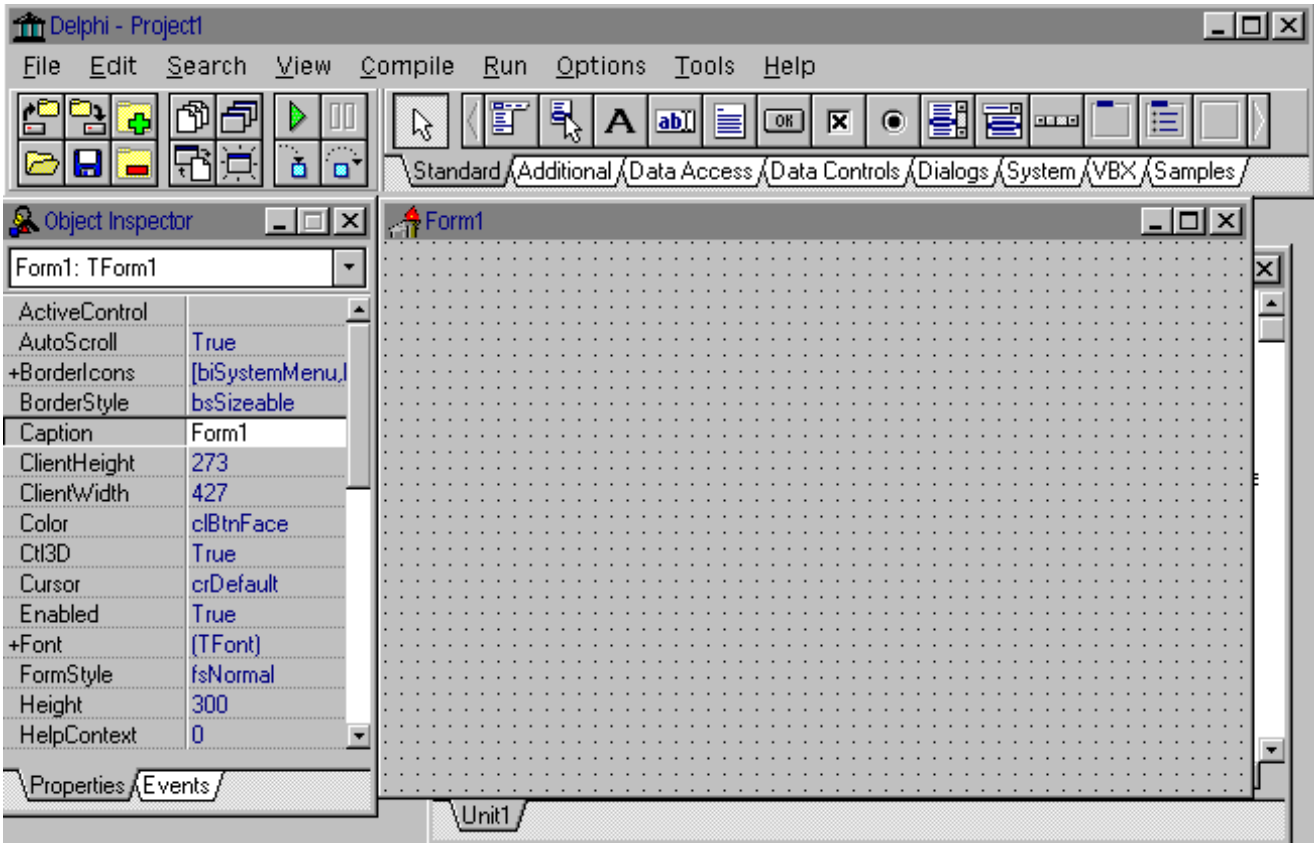 Delphi - Project1
File Edit Search View Compile Run Options Tools Help
A ab OK
Standard Additional Data Access Data Controls Dialogs System VBX Samples
Object Inspector
Form1: TForm1
ActiveControl
AutoScroll True
+BorderIcons [biSystemMenu,
BorderStyle bsSizeable
Caption Form1
ClientHeight 273
ClientWidth 427
Color clBtnFace
Ctl3D True
Cursor crDefault
Enabled True
+Font (TFont)
FormStyle fsNormal
Height 300
HelpContext 0
Properties Events
Form1
Unit1